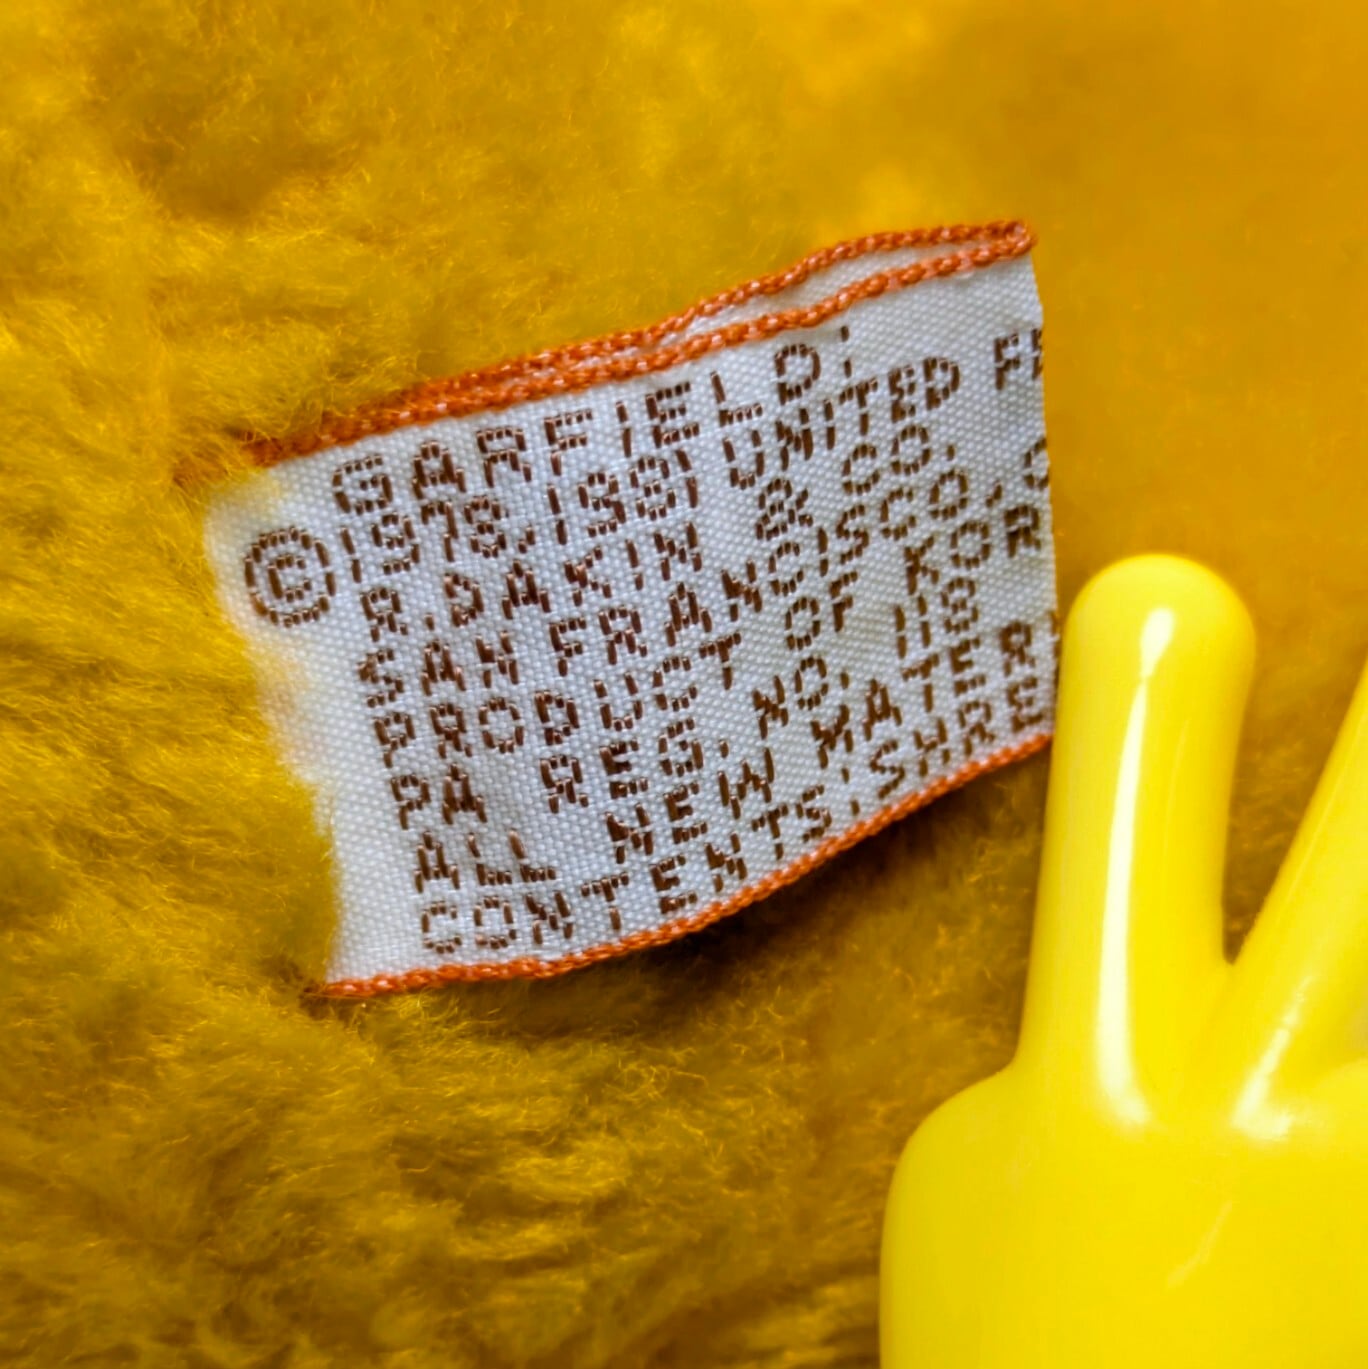 GARFIELD:
© 1978, 1981 UNITED
R. DAKIN & CO.
SAN FRANCISCO,
PRODUCT OF KOR
PA REG. NO. 118
ALL NEW MATER
CONTENTS: SHRE